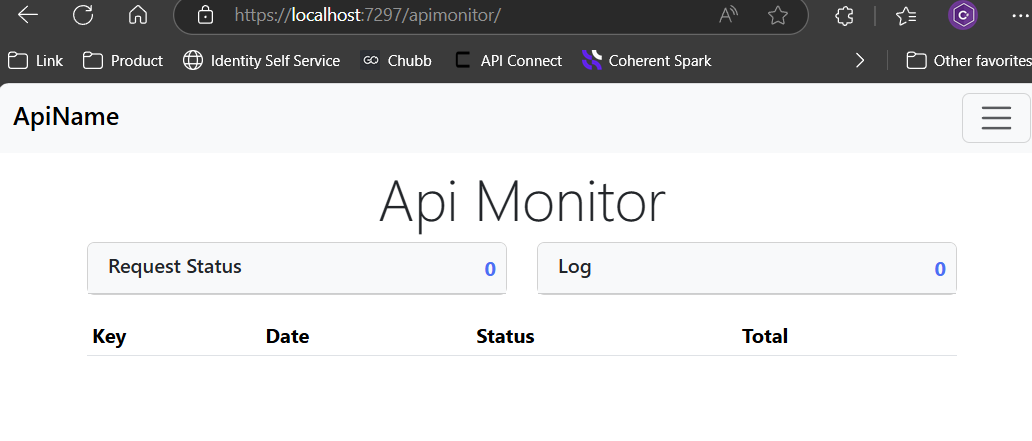 https://localhost:7297/apimonitor/
Link Product Identity Self Service GO Chubb API Connect Coherent Spark Other favorites
ApiName
Api Monitor
Request Status 0 Log 0
Key Date Status Total